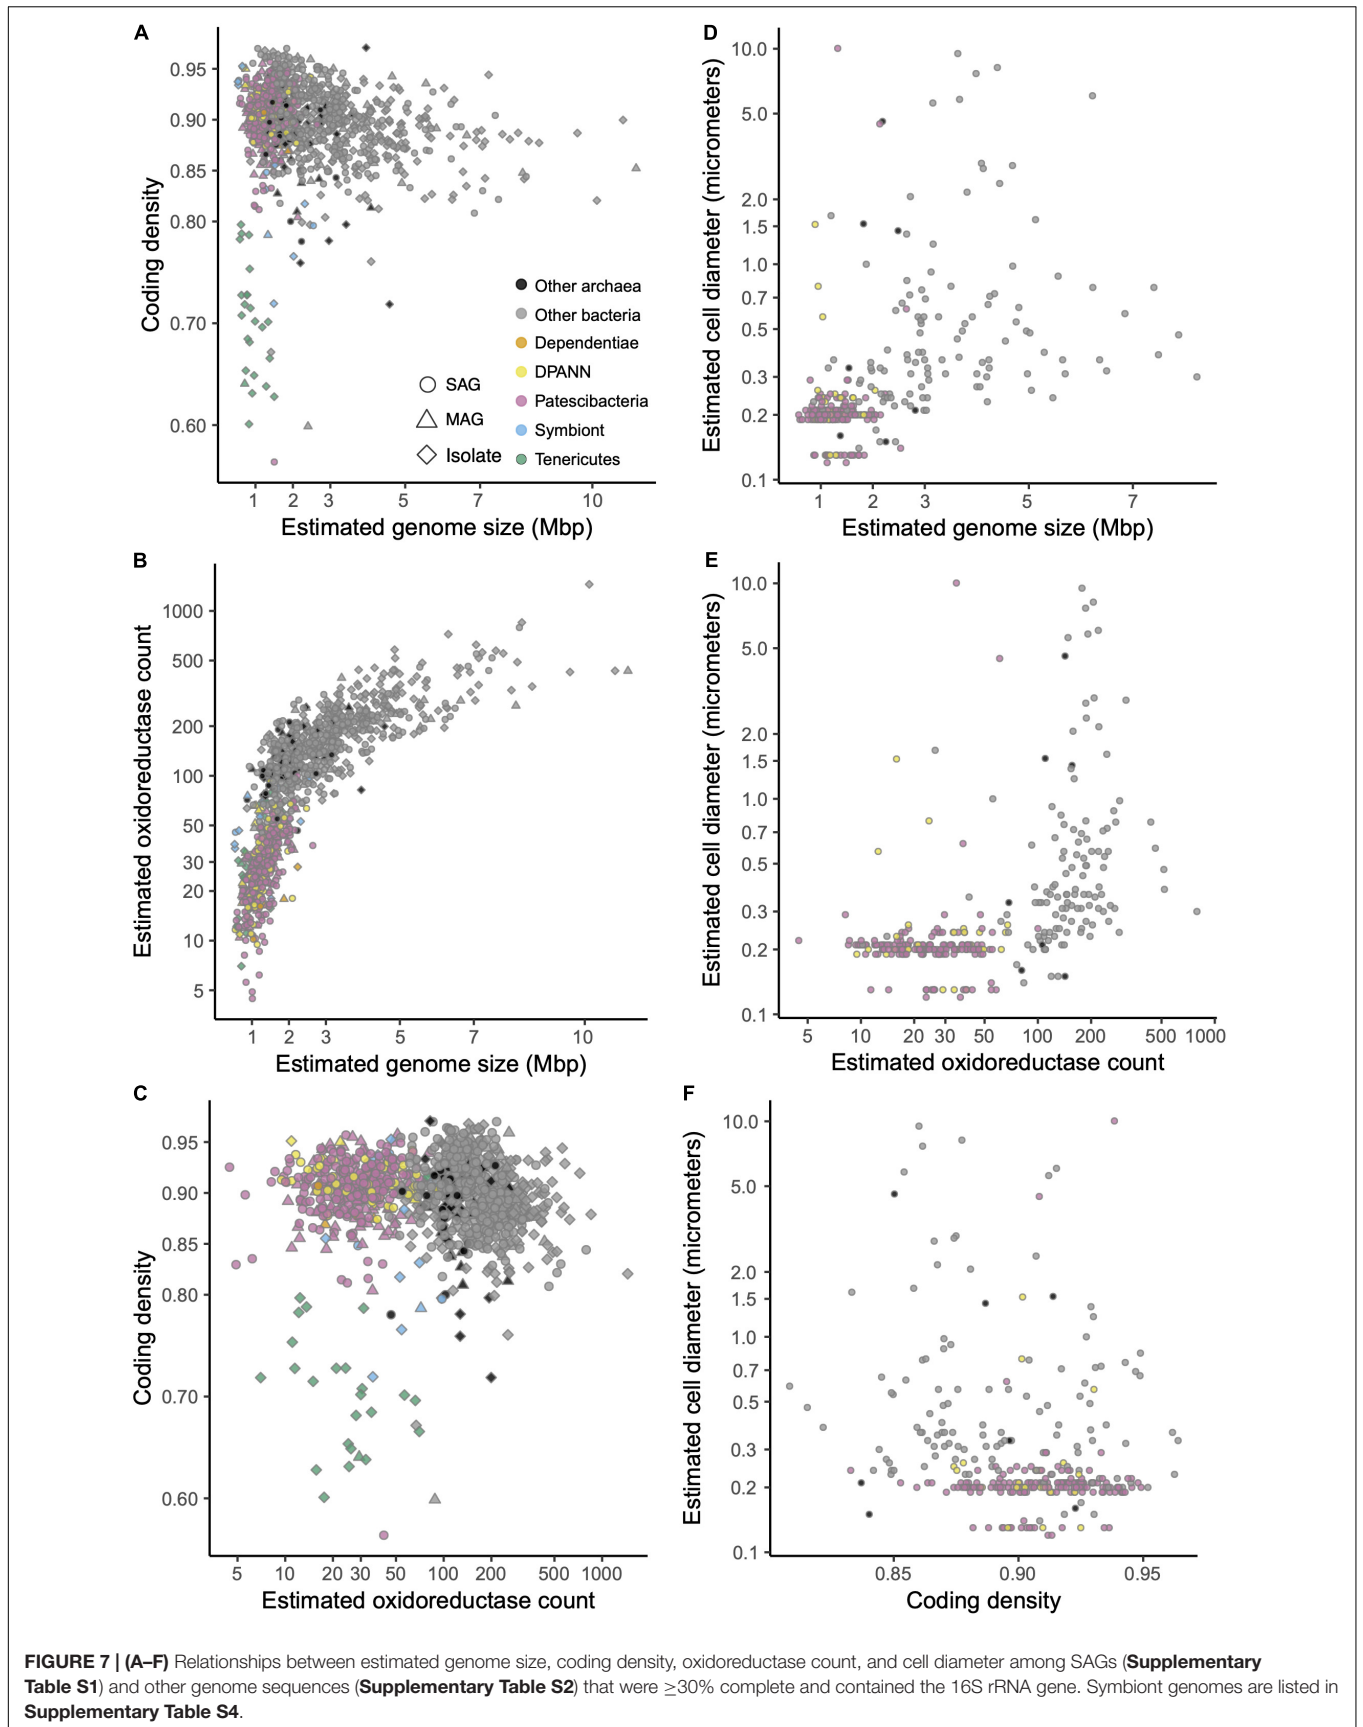 A
0.95
0.90
0.85
0.80
0.70
0.60
Coding density
1 2 3 5 7 10
Estimated genome size (Mbp)
Other archaea
Other bacteria
Dependentiae
DPANN
Patescibacteria
Symbiont
Tenericutes
SAG
MAG
Isolate
D
10.0
5.0
2.0
1.5
1.0
0.7
0.5
0.3
0.2
0.1
Estimated cell diameter (micrometers)
1 2 3 5 7
Estimated genome size (Mbp)
B
1000
500
200
100
50
30
20
10
5
Estimated oxidoreductase count
1 2 3 5 7 10
Estimated genome size (Mbp)
E
10.0
5.0
2.0
1.5
1.0
0.7
0.5
0.3
0.2
0.1
Estimated cell diameter (micrometers)
5 10 20 30 50 100 200 500 1000
Estimated oxidoreductase count
C
0.95
0.90
0.85
0.80
0.70
0.60
Coding density
5 10 20 30 50 100 200 500 1000
Estimated oxidoreductase count
F
10.0
5.0
2.0
1.5
1.0
0.7
0.5
0.3
0.2
0.1
Estimated cell diameter (micrometers)
0.85 0.90 0.95
Coding density
FIGURE 7 | (A–F) Relationships between estimated genome size, coding density, oxidoreductase count, and cell diameter among SAGs (Supplementary
Table S1) and other genome sequences (Supplementary Table S2) that were ≥30% complete and contained the 16S rRNA gene. Symbiont genomes are listed in
Supplementary Table S4.